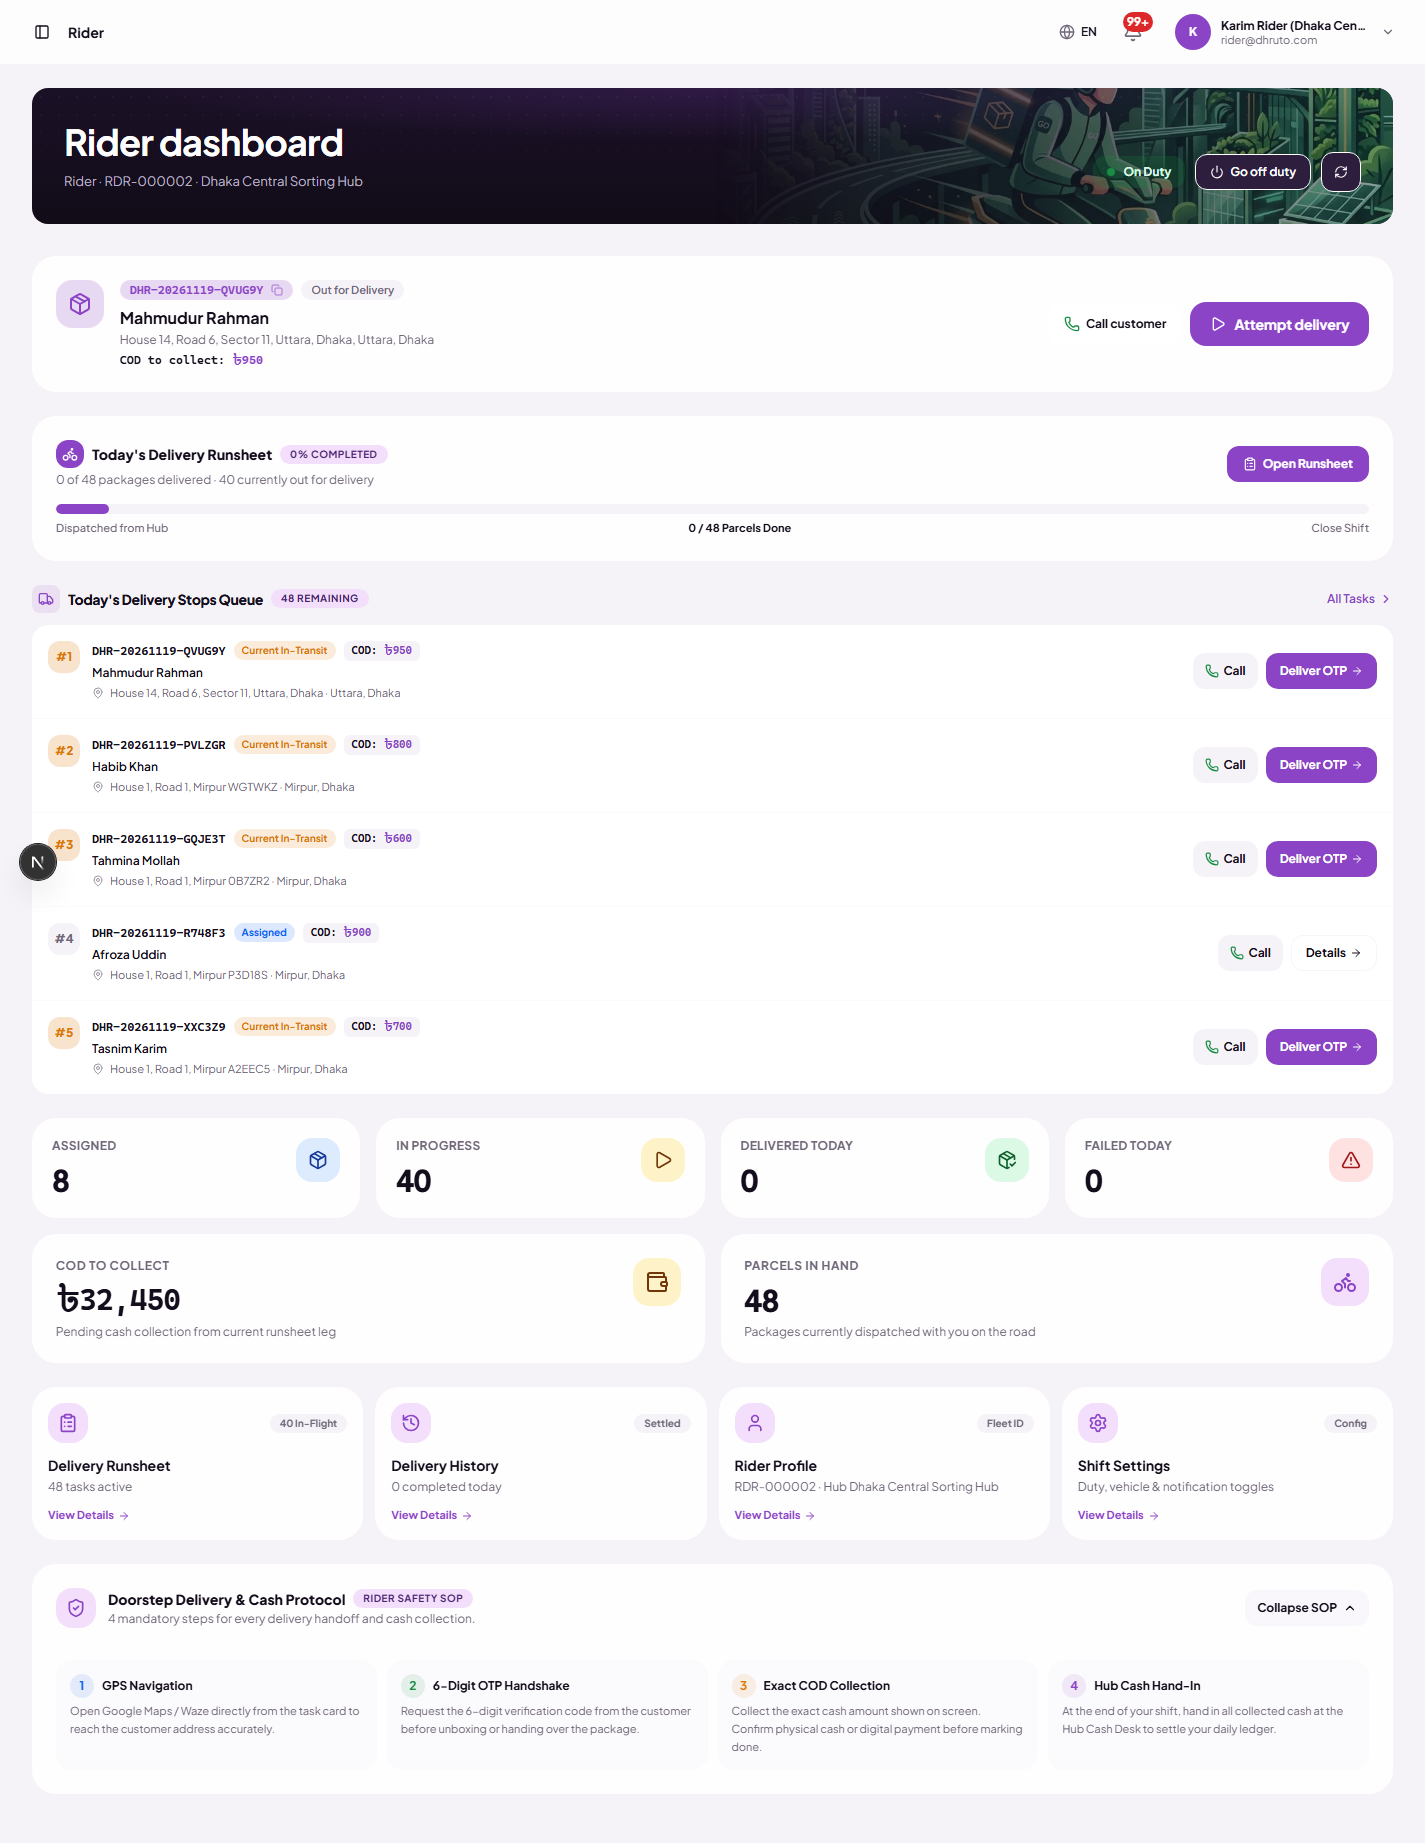 Rider
EN
99+
K
Karim Rider (Dhaka Cen...
rider@dhruto.com
Rider dashboard
Rider · RDR-000002 · Dhaka Central Sorting Hub
On Duty
Go off duty
DHR-20261119-QVUG9Y
Out for Delivery
Mahmudur Rahman
House 14, Road 6, Sector 11, Uttara, Dhaka, Uttara, Dhaka
COD to collect: ৳950
Call customer
Attempt delivery
Today's Delivery Runsheet
0% COMPLETED
0 of 48 packages delivered · 40 currently out for delivery
Open Runsheet
Dispatched from Hub
0 / 48 Parcels Done
Close Shift
Today's Delivery Stops Queue
48 REMAINING
All Tasks
#1
DHR-20261119-QVUG9Y
Current In-Transit
COD: ৳950
Mahmudur Rahman
House 14, Road 6, Sector 11, Uttara, Dhaka · Uttara, Dhaka
Call
Deliver OTP →
#2
DHR-20261119-PVLZGR
Current In-Transit
COD: ৳800
Habib Khan
House 1, Road 1, Mirpur WGTWKZ · Mirpur, Dhaka
Call
Deliver OTP →
#3
DHR-20261119-GQJE3T
Current In-Transit
COD: ৳600
Tahmina Mollah
House 1, Road 1, Mirpur 0B7ZR2 · Mirpur, Dhaka
Call
Deliver OTP →
N
#4
DHR-20261119-R748F3
Assigned
COD: ৳900
Afroza Uddin
House 1, Road 1, Mirpur P3D18S · Mirpur, Dhaka
Call
Details →
#5
DHR-20261119-XXC3Z9
Current In-Transit
COD: ৳700
Tasnim Karim
House 1, Road 1, Mirpur A2EEC5 · Mirpur, Dhaka
Call
Deliver OTP →
ASSIGNED
8
IN PROGRESS
40
DELIVERED TODAY
0
FAILED TODAY
0
COD TO COLLECT
৳32,450
Pending cash collection from current runsheet leg
PARCELS IN HAND
48
Packages currently dispatched with you on the road
40 In-Flight
Delivery Runsheet
48 tasks active
View Details →
Settled
Delivery History
0 completed today
View Details →
Fleet ID
Rider Profile
RDR-000002 · Hub Dhaka Central Sorting Hub
View Details →
Config
Shift Settings
Duty, vehicle & notification toggles
View Details →
Doorstep Delivery & Cash Protocol
RIDER SAFETY SOP
4 mandatory steps for every delivery handoff and cash collection.
Collapse SOP
1
GPS Navigation
Open Google Maps / Waze directly from the task card to
reach the customer address accurately.
2
6-Digit OTP Handshake
Request the 6-digit verification code from the customer
before unboxing or handing over the package.
3
Exact COD Collection
Collect the exact cash amount shown on screen.
Confirm physical cash or digital payment before marking
done.
4
Hub Cash Hand-In
At the end of your shift, hand in all collected cash at the
Hub Cash Desk to settle your daily ledger.